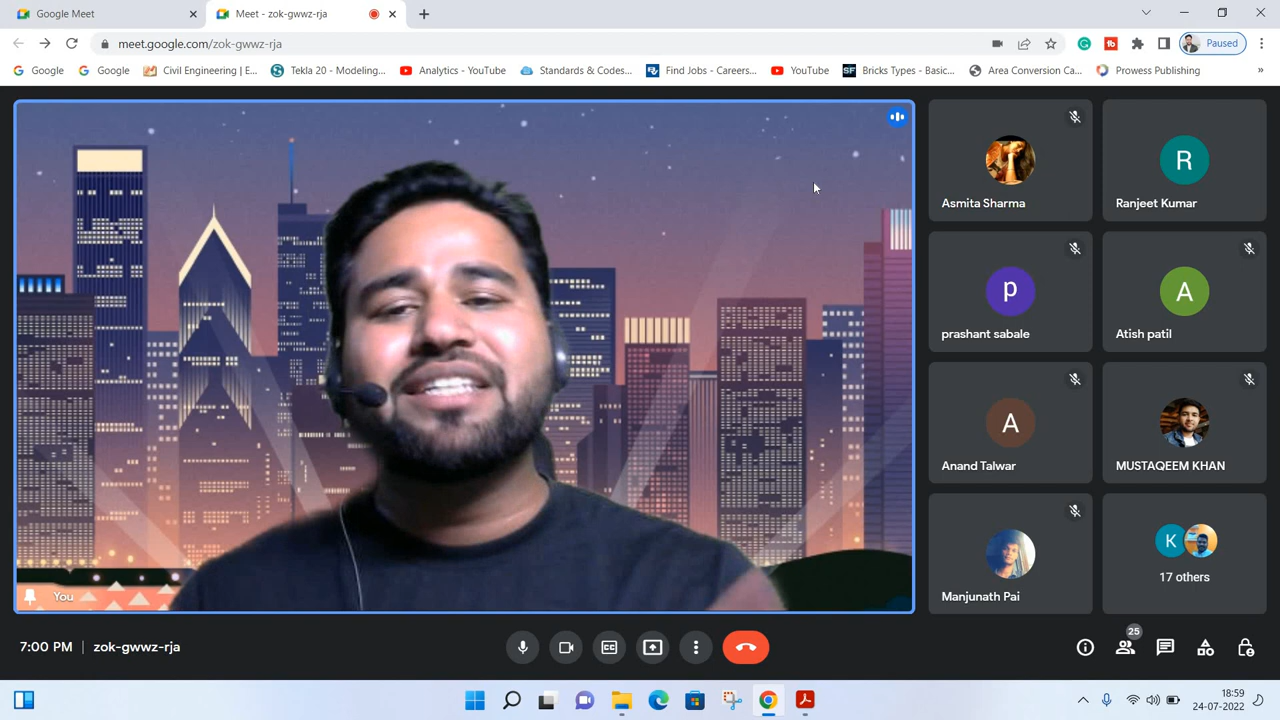 Google Meet
Meet - zok-gwwz-rja
meet.google.com/zok-gwwz-rja
Paused
Google
Google
Civil Engineering | E...
Tekla 20 - Modeling...
Analytics - YouTube
Standards & Codes...
Find Jobs - Careers...
YouTube
Bricks Types - Basic...
Area Conversion Ca...
Prowess Publishing
»
Asmita Sharma
R
Ranjeet Kumar
p
prashant sabale
A
Atish patil
A
Anand Talwar
MUSTAQEEM KHAN
Manjunath Pai
K
17 others
You
7:00 PM | zok-gwwz-rja
CC
25
18:59
24-07-2022